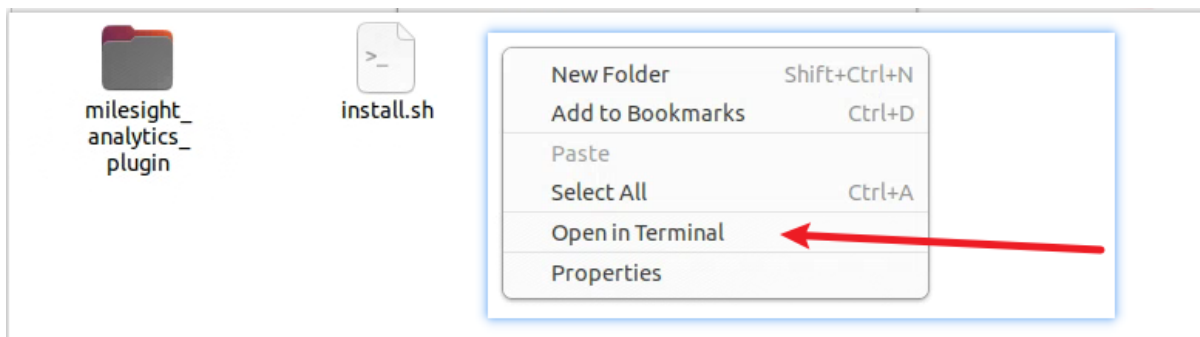 milesight_
analytics_
plugin
install.sh
>_
New Folder Shift+Ctrl+N
Add to Bookmarks Ctrl+D
Paste
Select All Ctrl+A
Open in Terminal
Properties